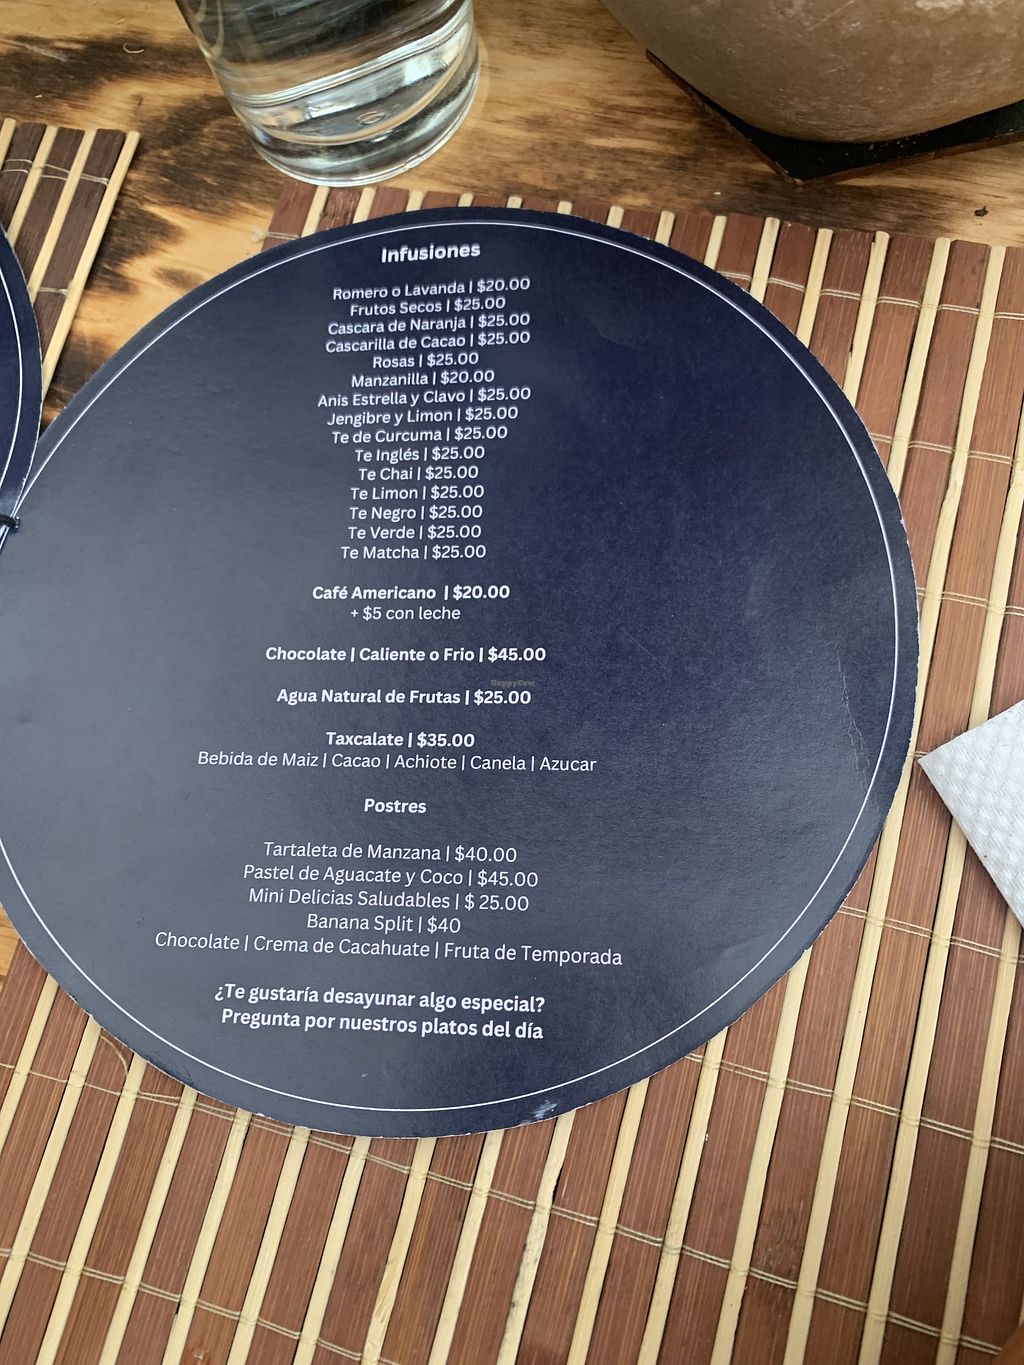 Infusiones
Romero o Lavanda | $20.00
Frutos Secos | $25.00
Cascara de Naranja | $25.00
Cascarilla de Cacao | $25.00
Rosas | $25.00
Manzanilla | $20.00
Anis Estrella y Clavo | $25.00
Jengibre y Limon | $25.00
Te de Curcuma | $25.00
Te Inglés | $25.00
Te Chai | $25.00
Te Limon | $25.00
Te Negro | $25.00
Te Verde | $25.00
Te Matcha | $25.00
Café Americano | $20.00
+ $5 con leche
Chocolate | Caliente o Frio | $45.00
HappyCow
Agua Natural de Frutas | $25.00
Taxcalate | $35.00
Bebida de Maiz | Cacao | Achiote | Canela | Azucar
Postres
Tartaleta de Manzana | $40.00
Pastel de Aguacate y Coco | $45.00
Mini Delicias Saludables | $ 25.00
Banana Split | $40
Chocolate | Crema de Cacahuate | Fruta de Temporada
¿Te gustaría desayunar algo especial?
Pregunta por nuestros platos del día